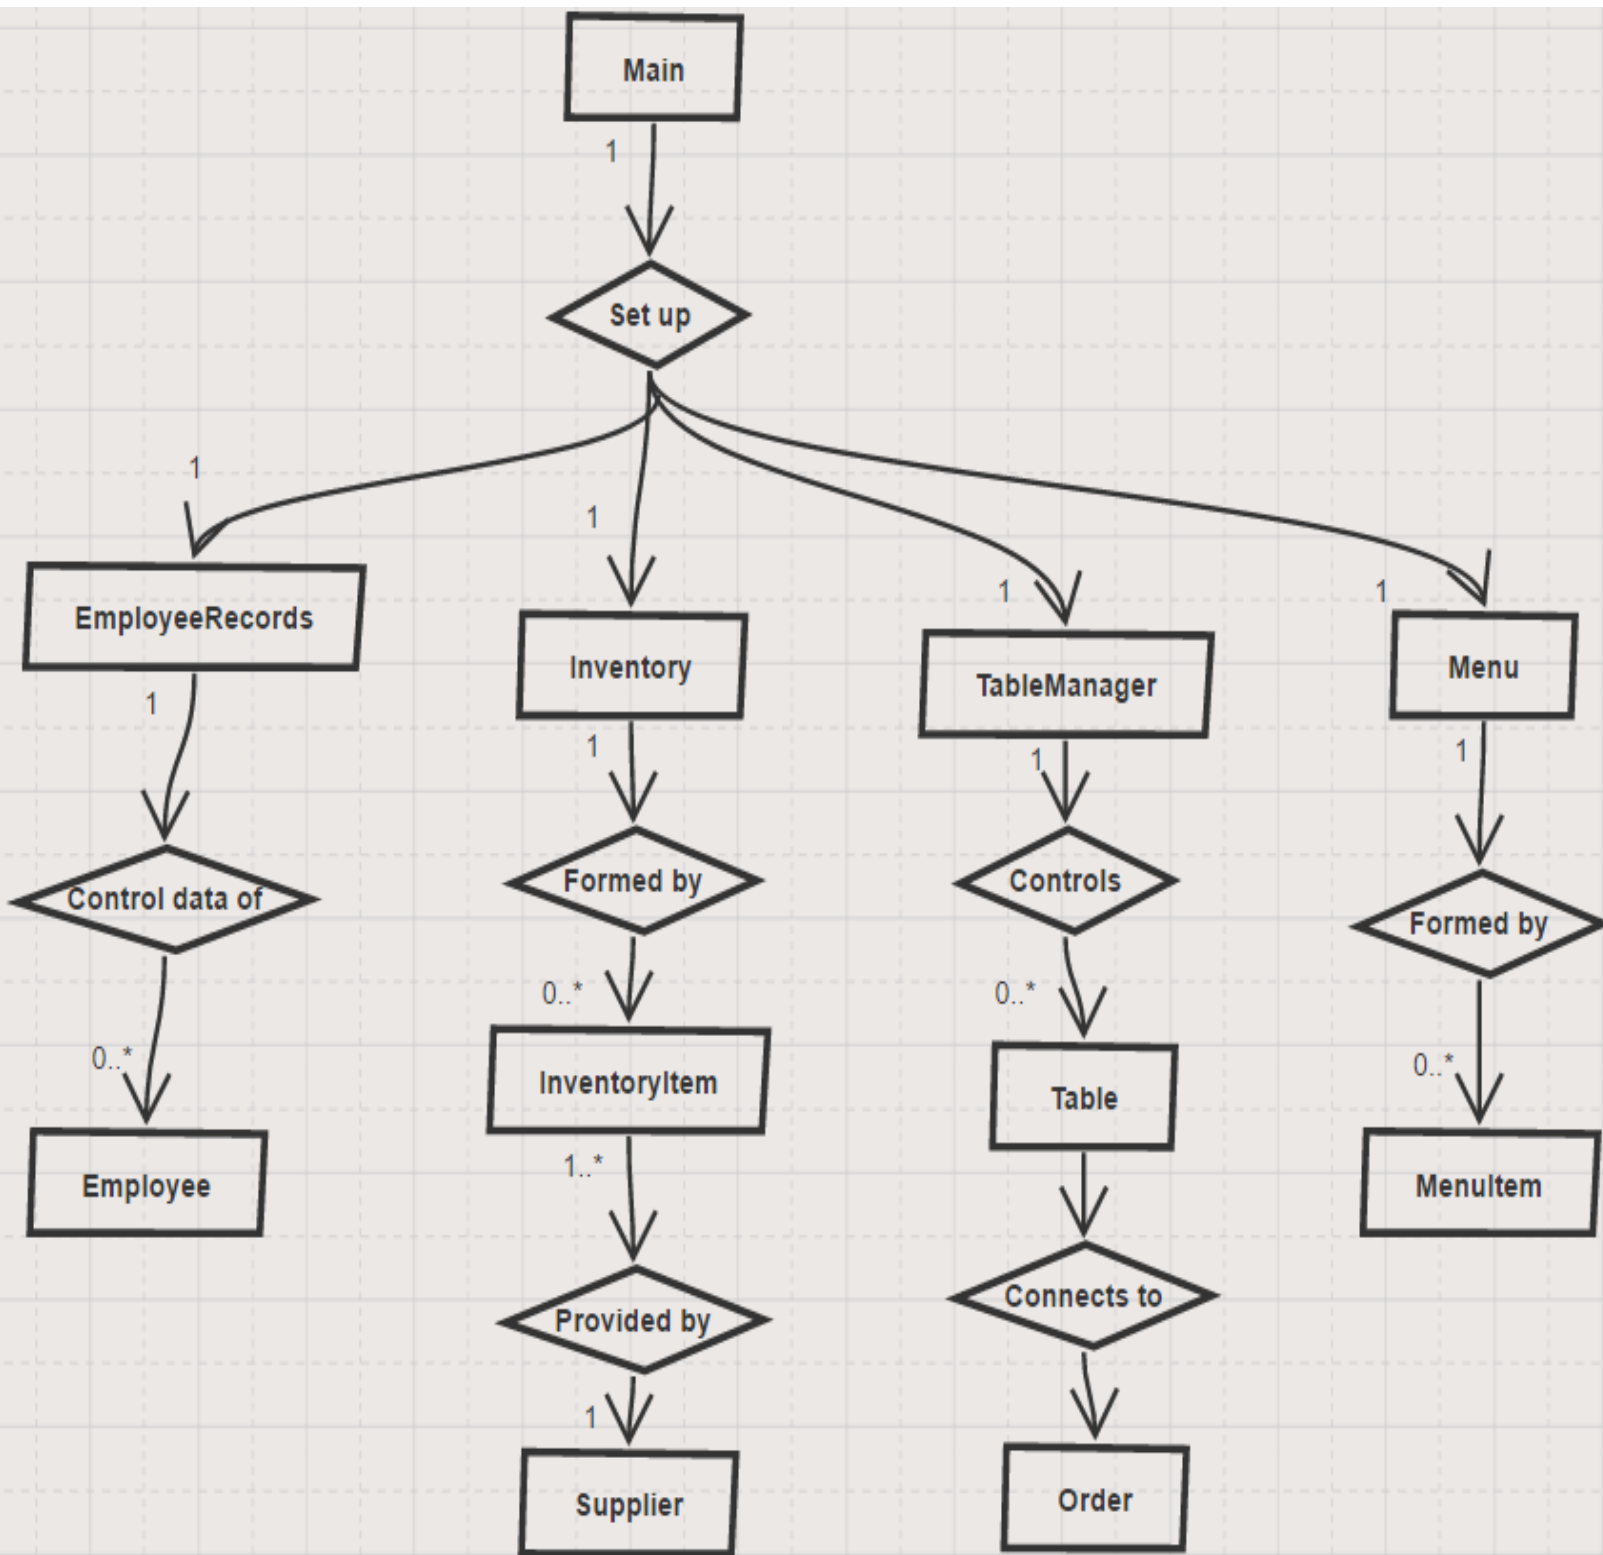 Main
1
Set up
1
1
1
1
EmployeeRecords
Inventory
TableManager
Menu
1
1
1
1
Control data of
Formed by
Controls
Formed by
0..*
0..*
0..*
0..*
Employee
InventoryItem
Table
MenuItem
1..*
Provided by
Connects to
1
Supplier
Order